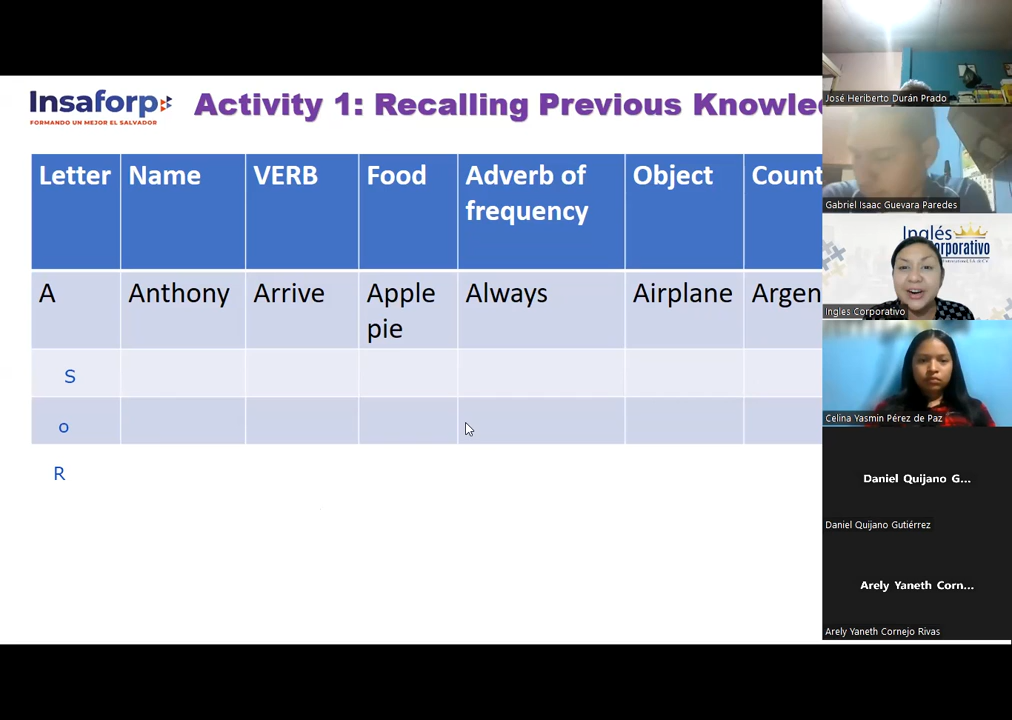 Insaforp
FORMANDO UN MEJOR EL SALVADOR
Activity 1: Recalling Previous Knowle
Letter Name VERB Food Adverb of frequency Object Count
A Anthony Arrive Apple pie Always Airplane Argen
S
o
R
José Heriberto Durán Prado
Gabriel Isaac Guevara Paredes
Inglés
Corporativo
Ingles Corporativo
Celina Yasmin Pérez de Paz
Daniel Quijano G...
Daniel Quijano Gutiérrez
Arely Yaneth Corn...
Arely Yaneth Cornejo Rivas